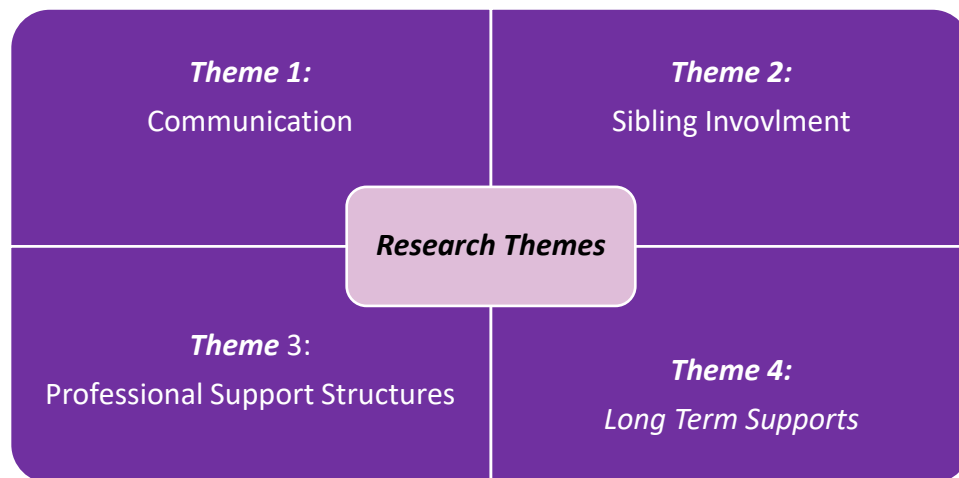 Theme 1:
Communication
Theme 2:
Sibling Invovlment
Research Themes
Theme 3:
Professional Support Structures
Theme 4:
Long Term Supports